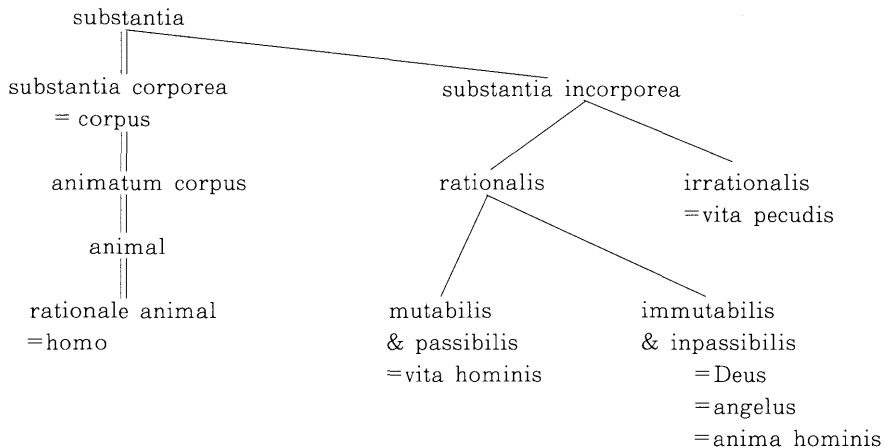 substantia
substantia corporea
= corpus
substantia incorporea
animatum corpus
rationalis
irrationalis
=vita pecudis
animal
rationale animal
=homo
mutabilis
& passibilis
=vita hominis
immutabilis
& inpassibilis
=Deus
=angelus
=anima hominis